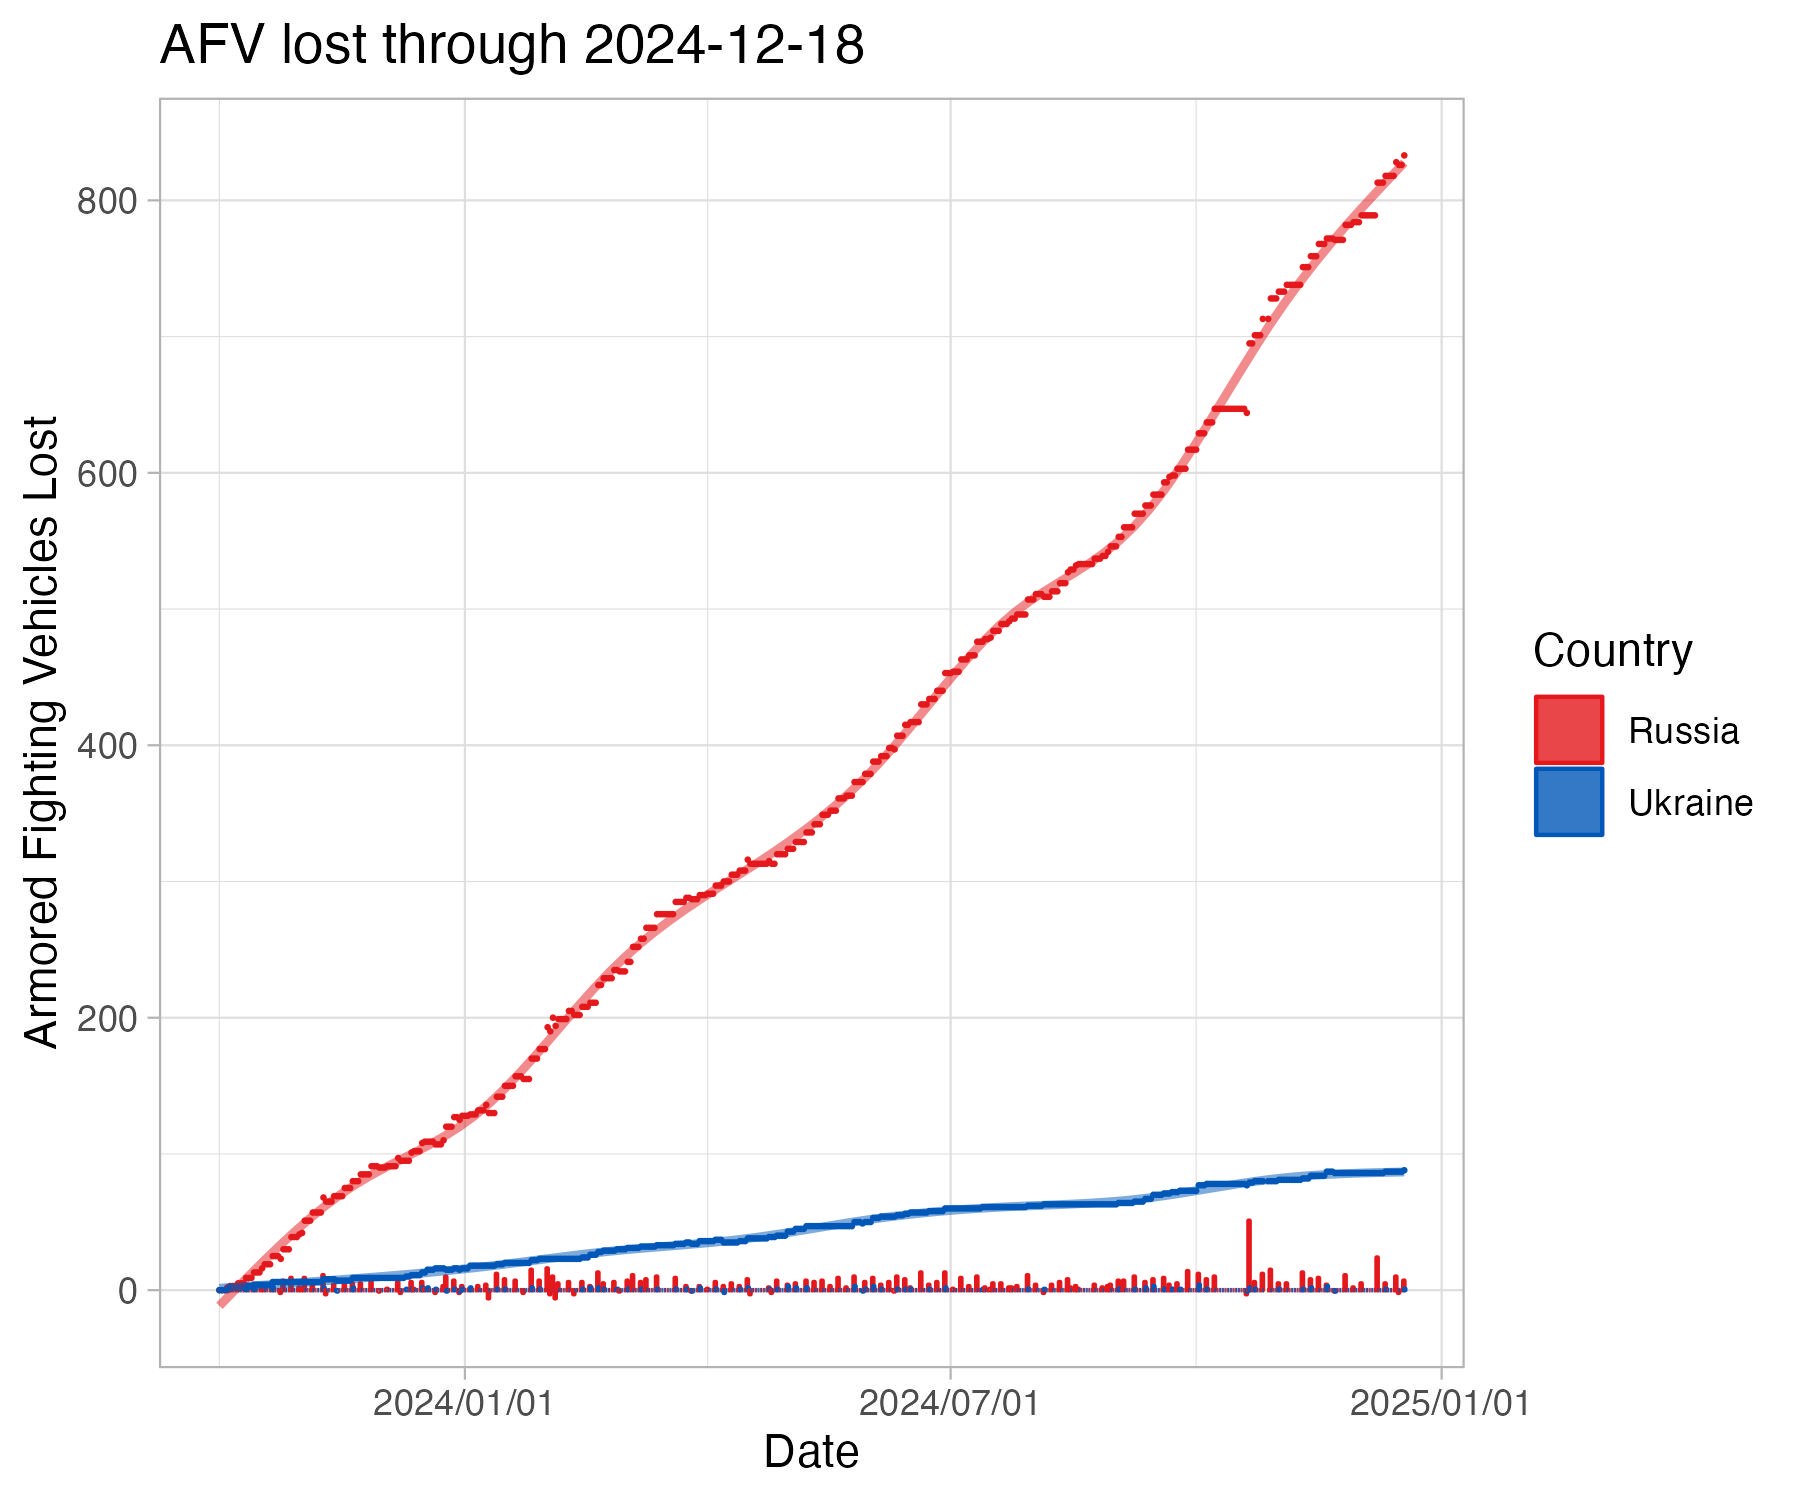 AFV lost through 2024-12-18
Armored Fighting Vehicles Lost
800
600
400
200
0
2024/01/01
2024/07/01
2025/01/01
Date
Country
Russia
Ukraine